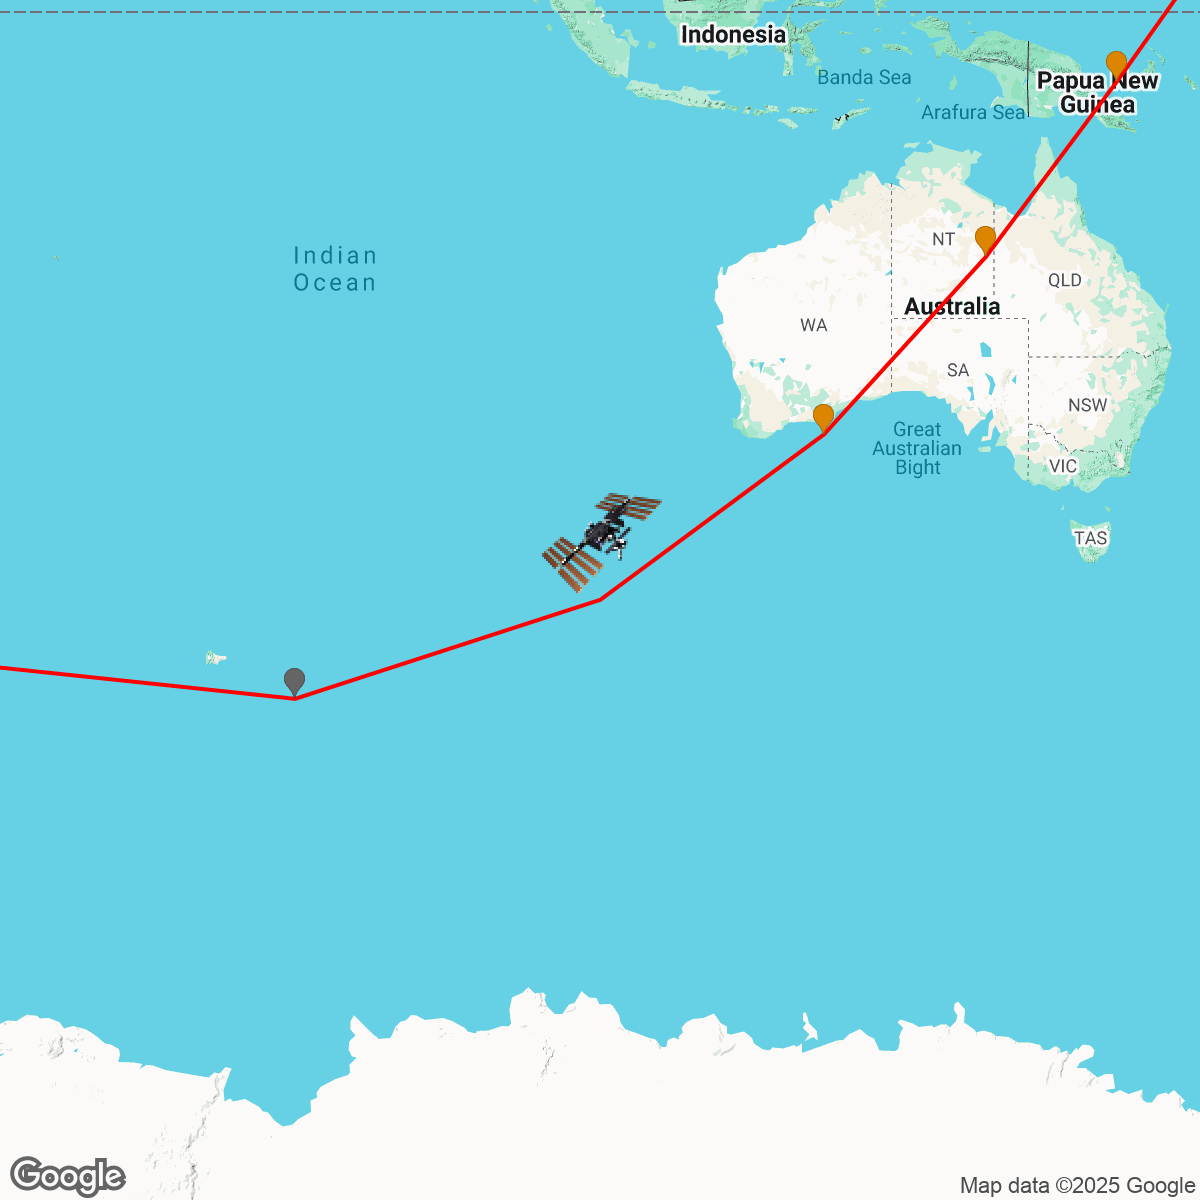 Indonesia
Banda Sea
Papua New
Guinea
Arafura Sea
NT
Indian
Ocean
QLD
Australia
WA
SA
NSW
Great
Australian
Bight
VIC
TAS
Google
Map data ©2025 Google